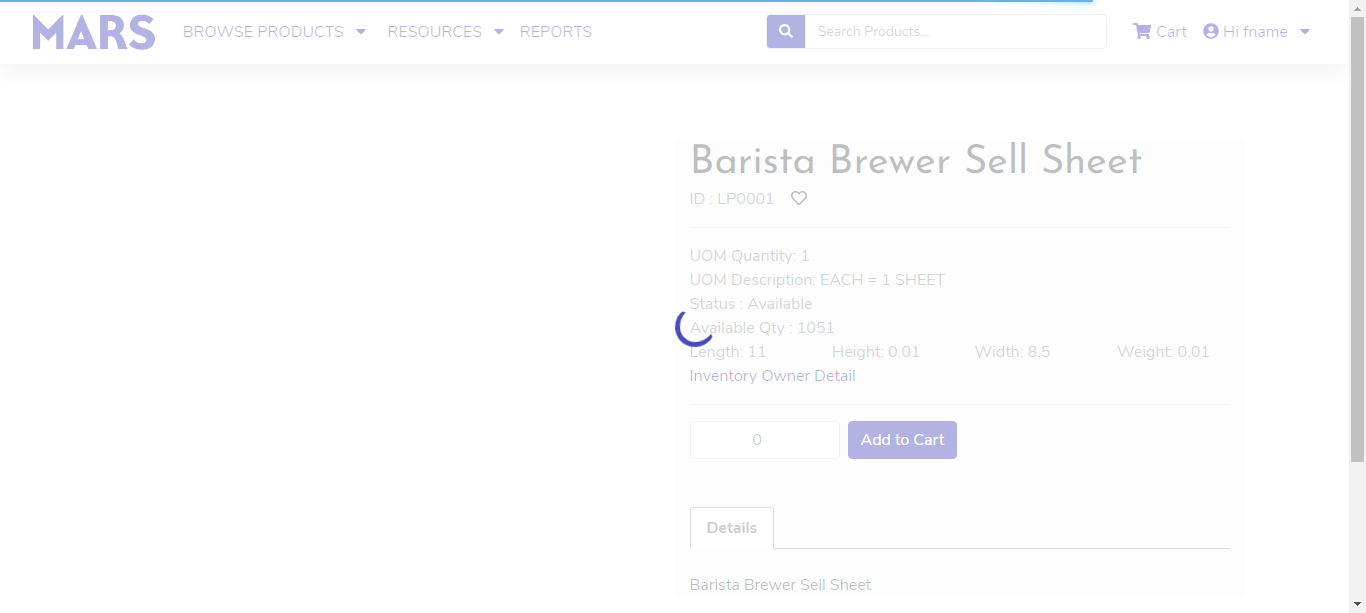 MARS BROWSE PRODUCTS RESOURCES REPORTS Search Products... Cart Hi fname
Barista Brewer Sell Sheet
ID : LP0001
UOM Quantity: 1
UOM Description: EACH = 1 SHEET
Status : Available
Available Qty : 1051
Length: 11 Height: 0.01 Width: 8.5 Weight: 0.01
Inventory Owner Detail
0 Add to Cart
Details
Barista Brewer Sell Sheet